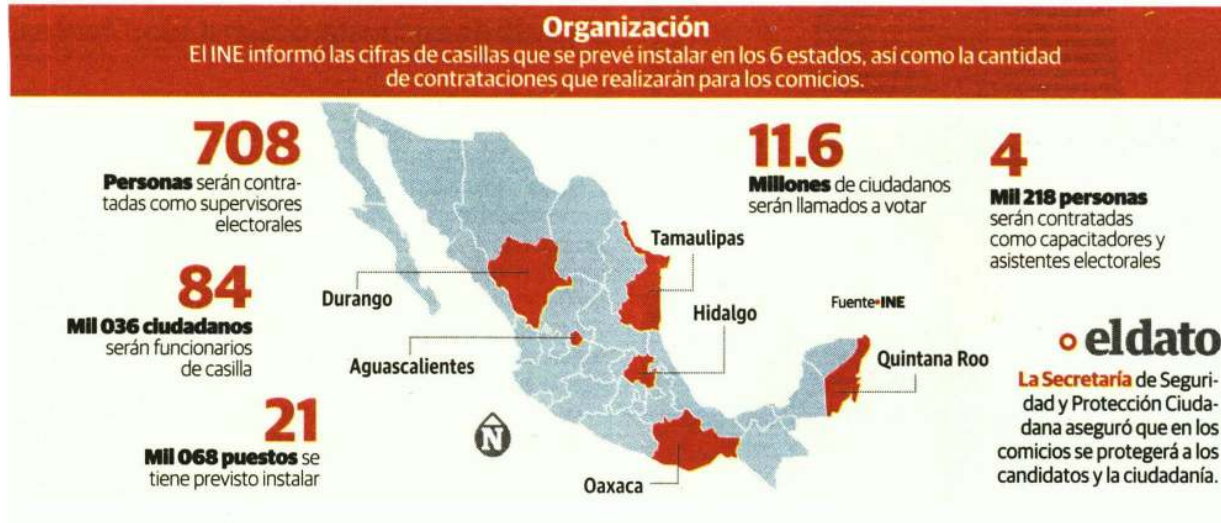 Organización
El INE informó las cifras de casillas que se prevé instalar en los 6 estados, así como la cantidad
de contrataciones que realizarán para los comicios.
708
Personas serán contra-
tadas como supervisores
electorales
84
Mil 036 ciudadanos
serán funcionarios
de casilla
21
Mil 068 puestos se
tiene previsto instalar
Durango
Aguascalientes
N
Oaxaca
Tamaulipas
Hidalgo
Quintana Roo
11.6
Millones de ciudadanos
serán llamados a votar
4
Mil 218 personas
serán contratadas
como capacitadores y
asistentes electorales
Fuente•INE
el dato
La Secretaría de Seguri-
dad y Protección Ciuda-
dana aseguró que en los
comicios se protegerá a los
candidatos y la ciudadanía.